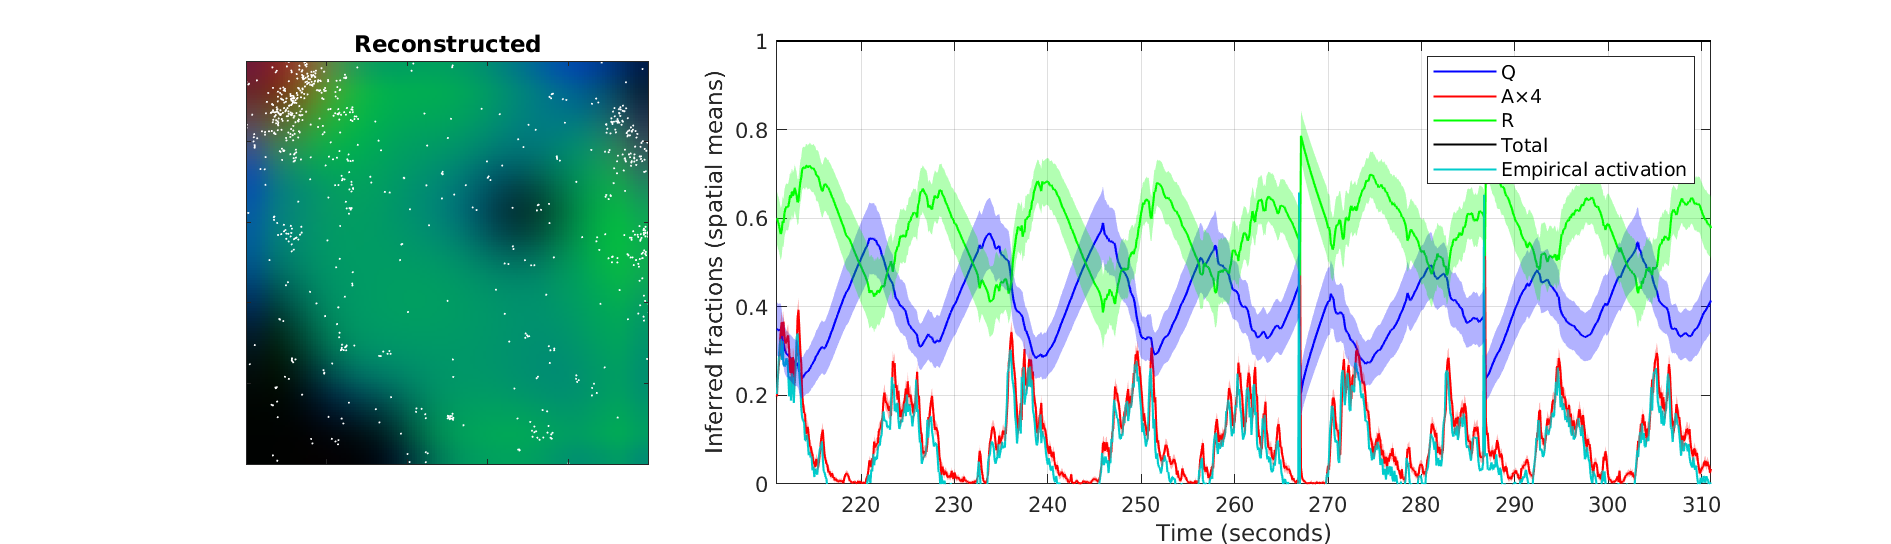 Reconstructed
Inferred fractions (spatial means)
1
0.8
0.6
0.4
0.2
0
Q
A×4
R
Total
Empirical activation
220 230 240 250 260 270 280 290 300 310
Time (seconds)